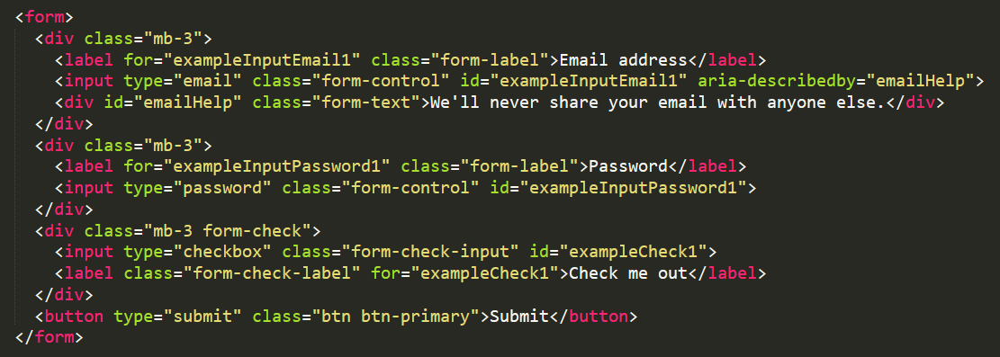 <form>
  <div class="mb-3">
    <label for="exampleInputEmail1" class="form-label">Email address</label>
    <input type="email" class="form-control" id="exampleInputEmail1" aria-describedby="emailHelp">
    <div id="emailHelp" class="form-text">We'll never share your email with anyone else.</div>
  </div>
  <div class="mb-3">
    <label for="exampleInputPassword1" class="form-label">Password</label>
    <input type="password" class="form-control" id="exampleInputPassword1">
  </div>
  <div class="mb-3 form-check">
    <input type="checkbox" class="form-check-input" id="exampleCheck1">
    <label class="form-check-label" for="exampleCheck1">Check me out</label>
  </div>
  <button type="submit" class="btn btn-primary">Submit</button>
</form>